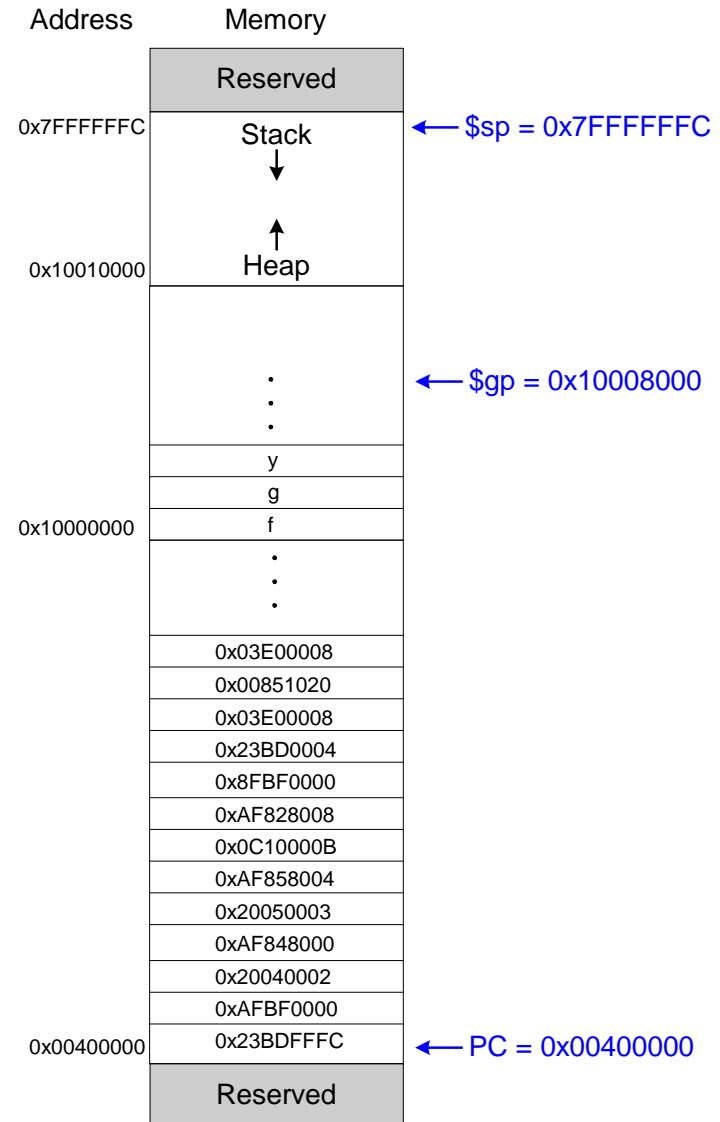 Address Memory
Reserved
0x7FFFFFFC Stack $sp = 0x7FFFFFFC
0x10010000 Heap
$gp = 0x10008000
y
g
0x10000000 f
0x03E00008
0x00851020
0x03E00008
0x23BD0004
0x8FBF0000
0xAF828008
0x0C10000B
0xAF858004
0x20050003
0xAF848000
0x20040002
0xAFBF0000
0x00400000 0x23BDFFFC PC = 0x00400000
Reserved